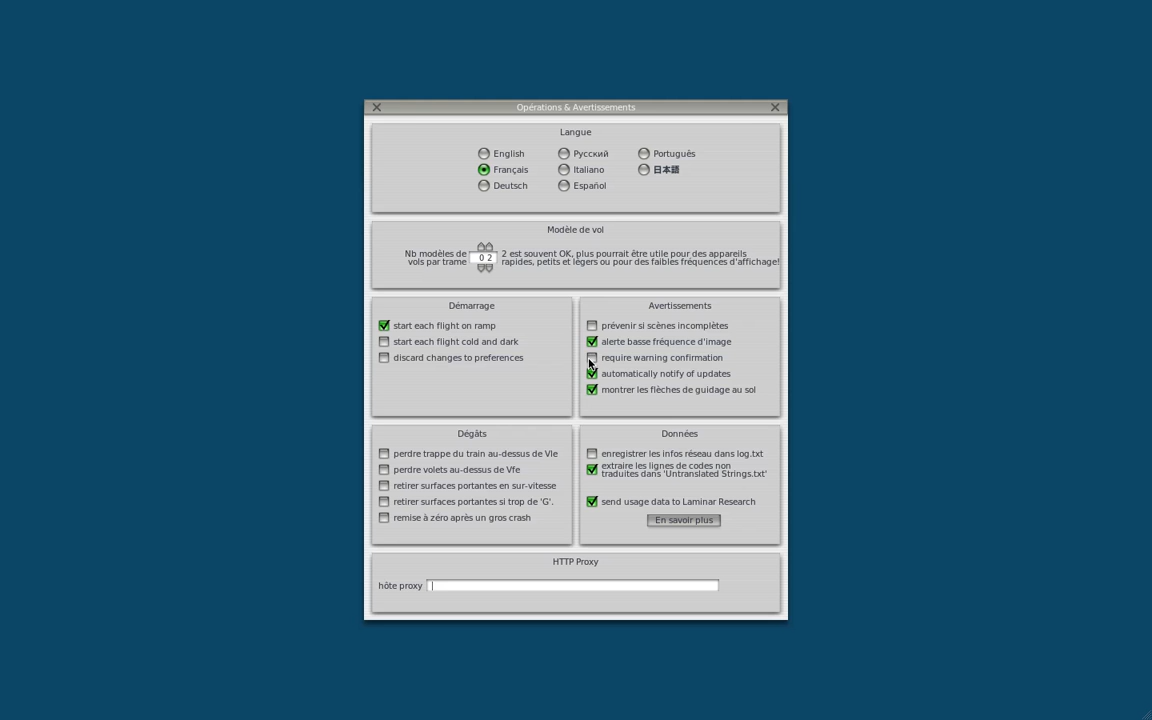 Opérations & Avertissements
Langue
English
Русский
Português
Français
Italiano
日本語
Deutsch
Español
Modèle de vol
Nb modèles de
vols par trame
0 2
2 est souvent OK, plus pourrait être utile pour des appareils
rapides, petits et légers ou pour des faibles fréquences d'affichage!
Démarrage
start each flight on ramp
start each flight cold and dark
discard changes to preferences
Avertissements
prévenir si scènes incomplètes
alerte basse fréquence d'image
require warning confirmation
automatically notify of updates
montrer les flèches de guidage au sol
Dégâts
perdre trappe du train au-dessus de Vle
perdre volets au-dessus de Vfe
retirer surfaces portantes en sur-vitesse
retirer surfaces portantes si trop de 'G'.
remise à zéro après un gros crash
Données
enregistrer les infos réseau dans log.txt
extraire les lignes de codes non
traduites dans 'Untranslated Strings.txt'
send usage data to Laminar Research
En savoir plus
HTTP Proxy
hôte proxy